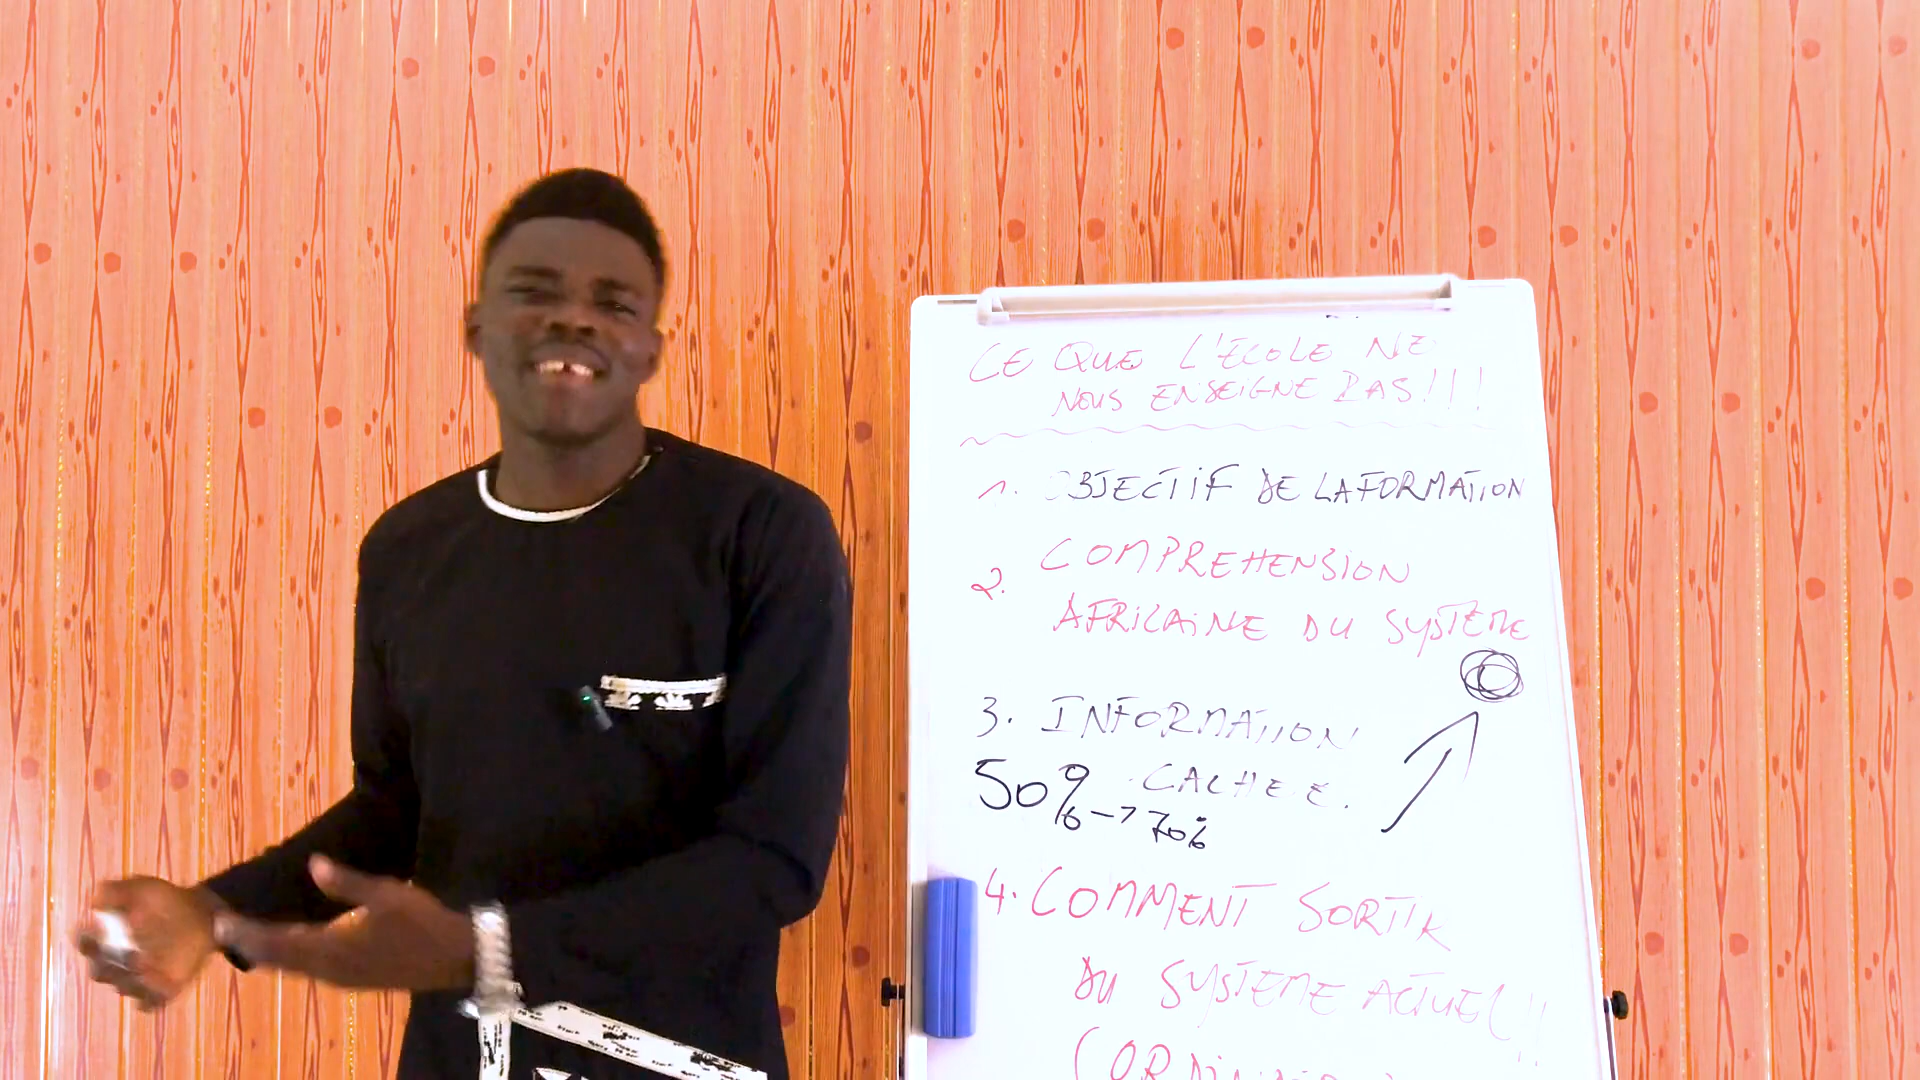 CE QUE L'ECOLE NE
NOUS ENSEIGNE PAS!!!
1. OBJECTIF DE LA FORMATION
2. COMPREHENSION
AFRICAINE DU SYSTEME
3. INFORMATION
50% CACHEE.
→ 70%
4. COMMENT SORTIR
DU SYSTEME ACTUEL!!